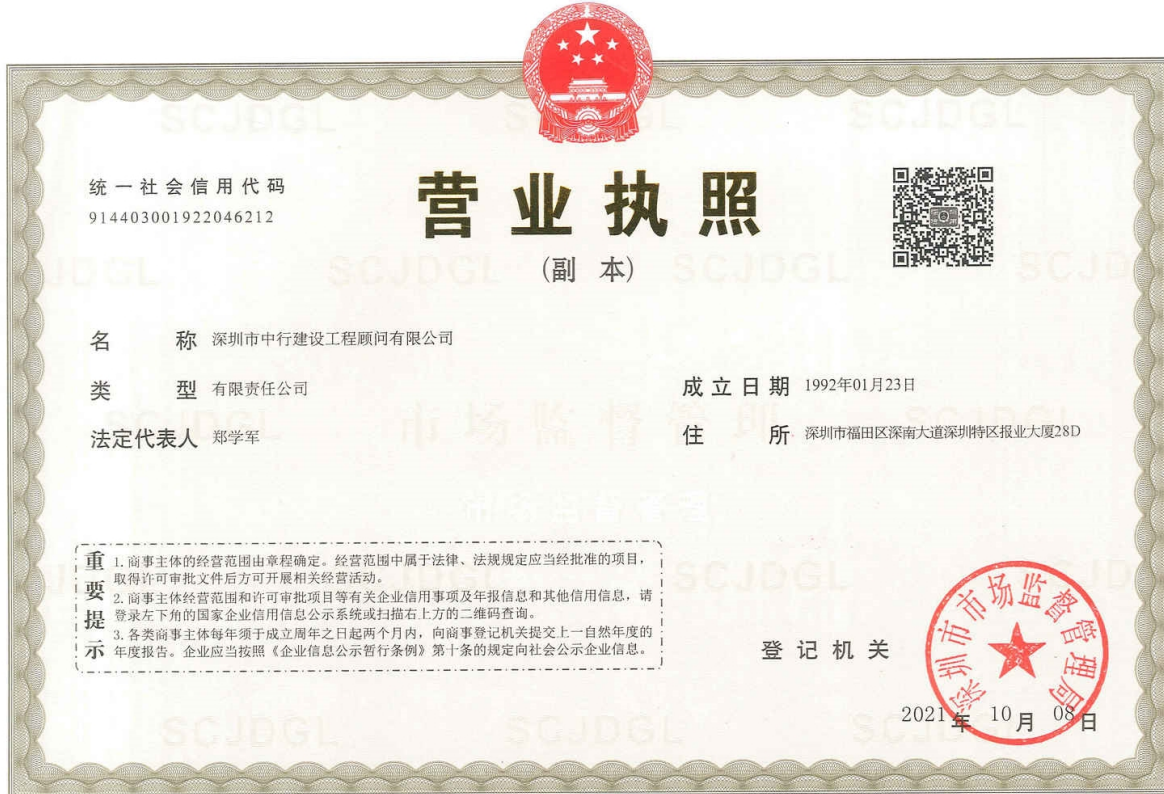 统一社会信用代码
914403001922046212
营业执照
(副 本)
名 称 深圳市中行建设工程顾问有限公司
类 型 有限责任公司
法定代表人 郑学军
成立日期 1992年01月23日
住 所 深圳市福田区深南大道深圳特区报业大厦28D
重要提示
1. 商事主体的经营范围由章程确定。经营范围中属于法律、法规规定应当经批准的项目，
取得许可审批文件后方可开展相关经营活动。
2. 商事主体经营范围和许可审批项目等有关企业信用事项及年报信息和其他信用信息，请
登录左下角的国家企业信用信息公示系统或扫描右上方的二维码查询。
3. 各类商事主体每年须于成立周年之日起两个月内，向商事登记机关提交上一自然年度的
年度报告。企业应当按照《企业信息公示暂行条例》第十条的规定向社会公示企业信息。
登记机关
深圳市市场监督管理局
2021年 10月 08日
SCJDGL
市场监督管理